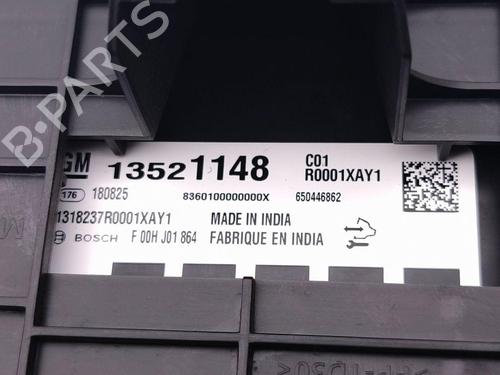 B-PARTS
GM 13521148 C01
R0001XAY1
176 180825 8360100000000X 650446862
1318237R0001XAY1 MADE IN INDIA
BOSCH F 00H J01 864 FABRIQUE EN INDIA